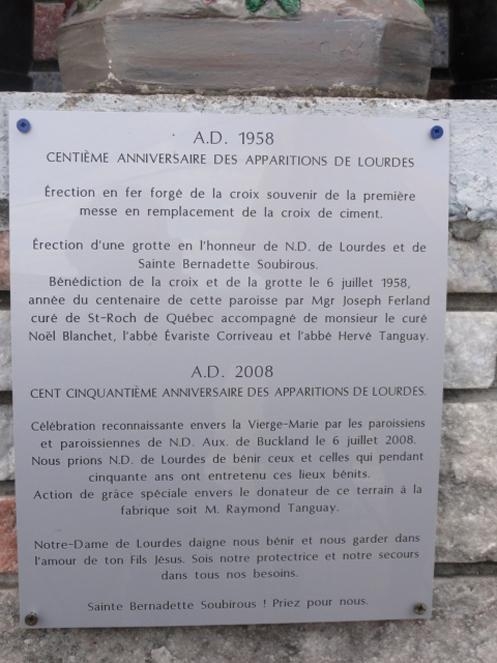 A.D. 1958
CENTIÈME ANNIVERSAIRE DES APPARITIONS DE LOURDES
Érection en fer forgé de la croix souvenir de la première
messe en remplacement de la croix de ciment.
Érection d'une grotte en l'honneur de N.D. de Lourdes et de
Sainte Bernadette Soubirous.
Bénédiction de la croix et de la grotte le 6 juillet 1958,
année du centenaire de cette paroisse par Mgr Joseph Ferland
curé de St-Roch de Québec accompagné de monsieur le curé
Noël Blanchet, l'abbé Évariste Corriveau et l'abbé Hervé Tanguay.
A.D. 2008
CENT CINQUANTIÈME ANNIVERSAIRE DES APPARITIONS DE LOURDES.
Célébration reconnaissante envers la Vierge-Marie par les paroissiens
et paroissiennes de N.D. Aux. de Buckland le 6 juillet 2008.
Nous prions N.D. de Lourdes de bénir ceux et celles qui pendant
cinquante ans ont entretenu ces lieux bénits.
Action de grâce spéciale envers le donateur de ce terrain à la
fabrique soit M. Raymond Tanguay.
Notre-Dame de Lourdes daigne nous bénir et nous garder dans
l'amour de ton Fils Jésus. Sois notre protectrice et notre secours
dans tous nos besoins.
Sainte Bernadette Soubirous ! Priez pour nous.